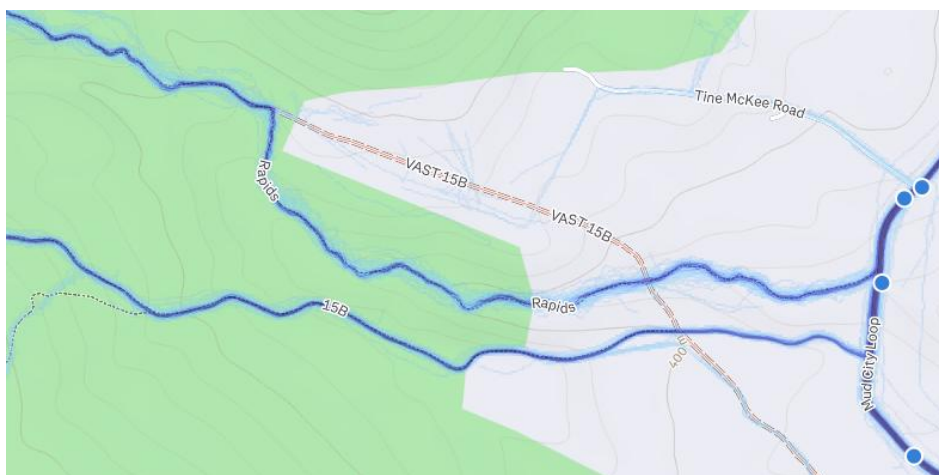 Tine McKee Road
VAST 15B
Rapids
VAST 15B
Rapids
15B
400 m
Mud City Loop